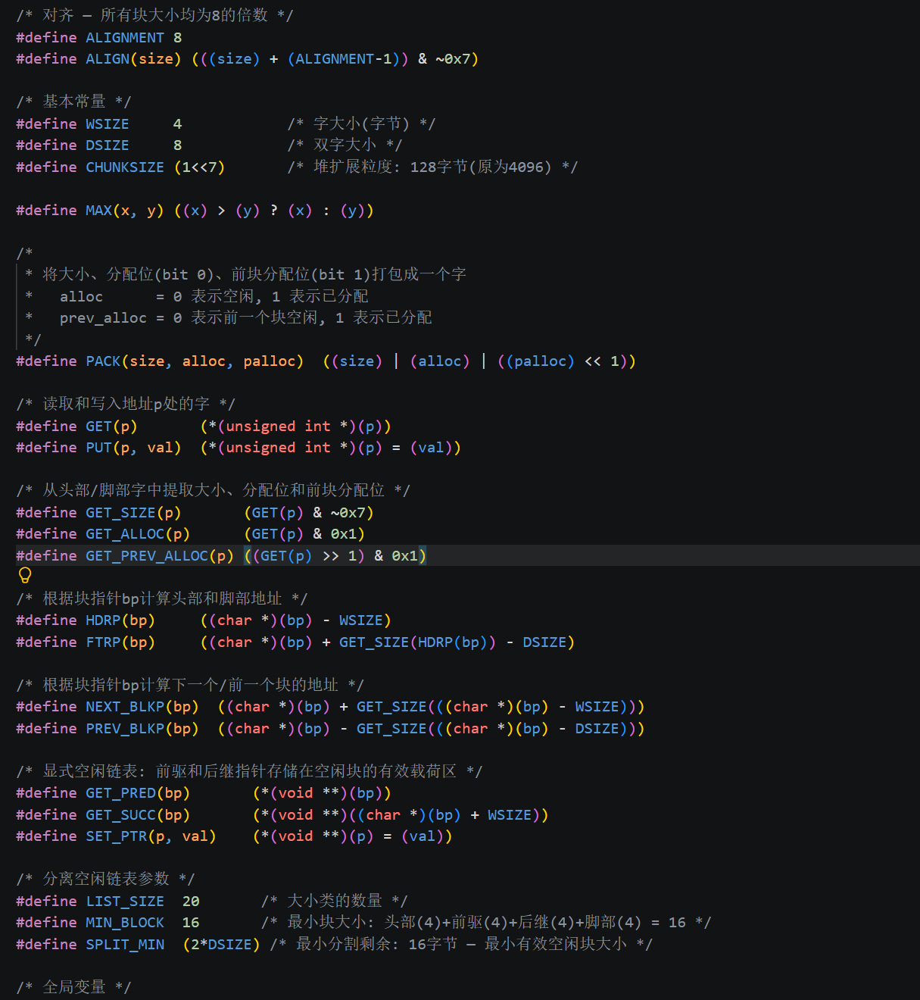 /* 对齐 — 所有块大小均为8的倍数 */
#define ALIGNMENT 8
#define ALIGN(size) (((size) + (ALIGNMENT-1)) & ~0x7)
/* 基本常量 */
#define WSIZE     4            /* 字大小(字节) */
#define DSIZE     8            /* 双字大小 */
#define CHUNKSIZE (1<<7)       /* 堆扩展粒度: 128字节(原为4096) */
#define MAX(x, y) ((x) > (y) ? (x) : (y))
/*
 * 将大小、分配位(bit 0)、前块分配位(bit 1)打包成一个字
 *   alloc      = 0 表示空闲, 1 表示已分配
 *   prev_alloc = 0 表示前一个块空闲, 1 表示已分配
 */
#define PACK(size, alloc, palloc)  ((size) | (alloc) | ((palloc) << 1))
/* 读取和写入地址p处的字 */
#define GET(p)       (*(unsigned int *)(p))
#define PUT(p, val)  (*(unsigned int *)(p) = (val))
/* 从头部/脚部字中提取大小、分配位和前块分配位 */
#define GET_SIZE(p)       (GET(p) & ~0x7)
#define GET_ALLOC(p)      (GET(p) & 0x1)
#define GET_PREV_ALLOC(p) ((GET(p) >> 1) & 0x1)
/* 根据块指针bp计算头部和脚部地址 */
#define HDRP(bp)     ((char *)(bp) - WSIZE)
#define FTRP(bp)     ((char *)(bp) + GET_SIZE(HDRP(bp)) - DSIZE)
/* 根据块指针bp计算下一个/前一个块的地址 */
#define NEXT_BLKP(bp)  ((char *)(bp) + GET_SIZE(((char *)(bp) - WSIZE)))
#define PREV_BLKP(bp)  ((char *)(bp) - GET_SIZE(((char *)(bp) - DSIZE)))
/* 显式空闲链表: 前驱和后继指针存储在空闲块的有效载荷区 */
#define GET_PRED(bp)       (*(void **)(bp))
#define GET_SUCC(bp)       (*(void **)((char *)(bp) + WSIZE))
#define SET_PTR(p, val)    (*(void **)(p) = (val))
/* 分离空闲链表参数 */
#define LIST_SIZE  20       /* 大小类的数量 */
#define MIN_BLOCK  16       /* 最小块大小: 头部(4)+前驱(4)+后继(4)+脚部(4) = 16 */
#define SPLIT_MIN  (2*DSIZE) /* 最小分割剩余: 16字节 — 最小有效空闲块大小 */
/* 全局变量 */